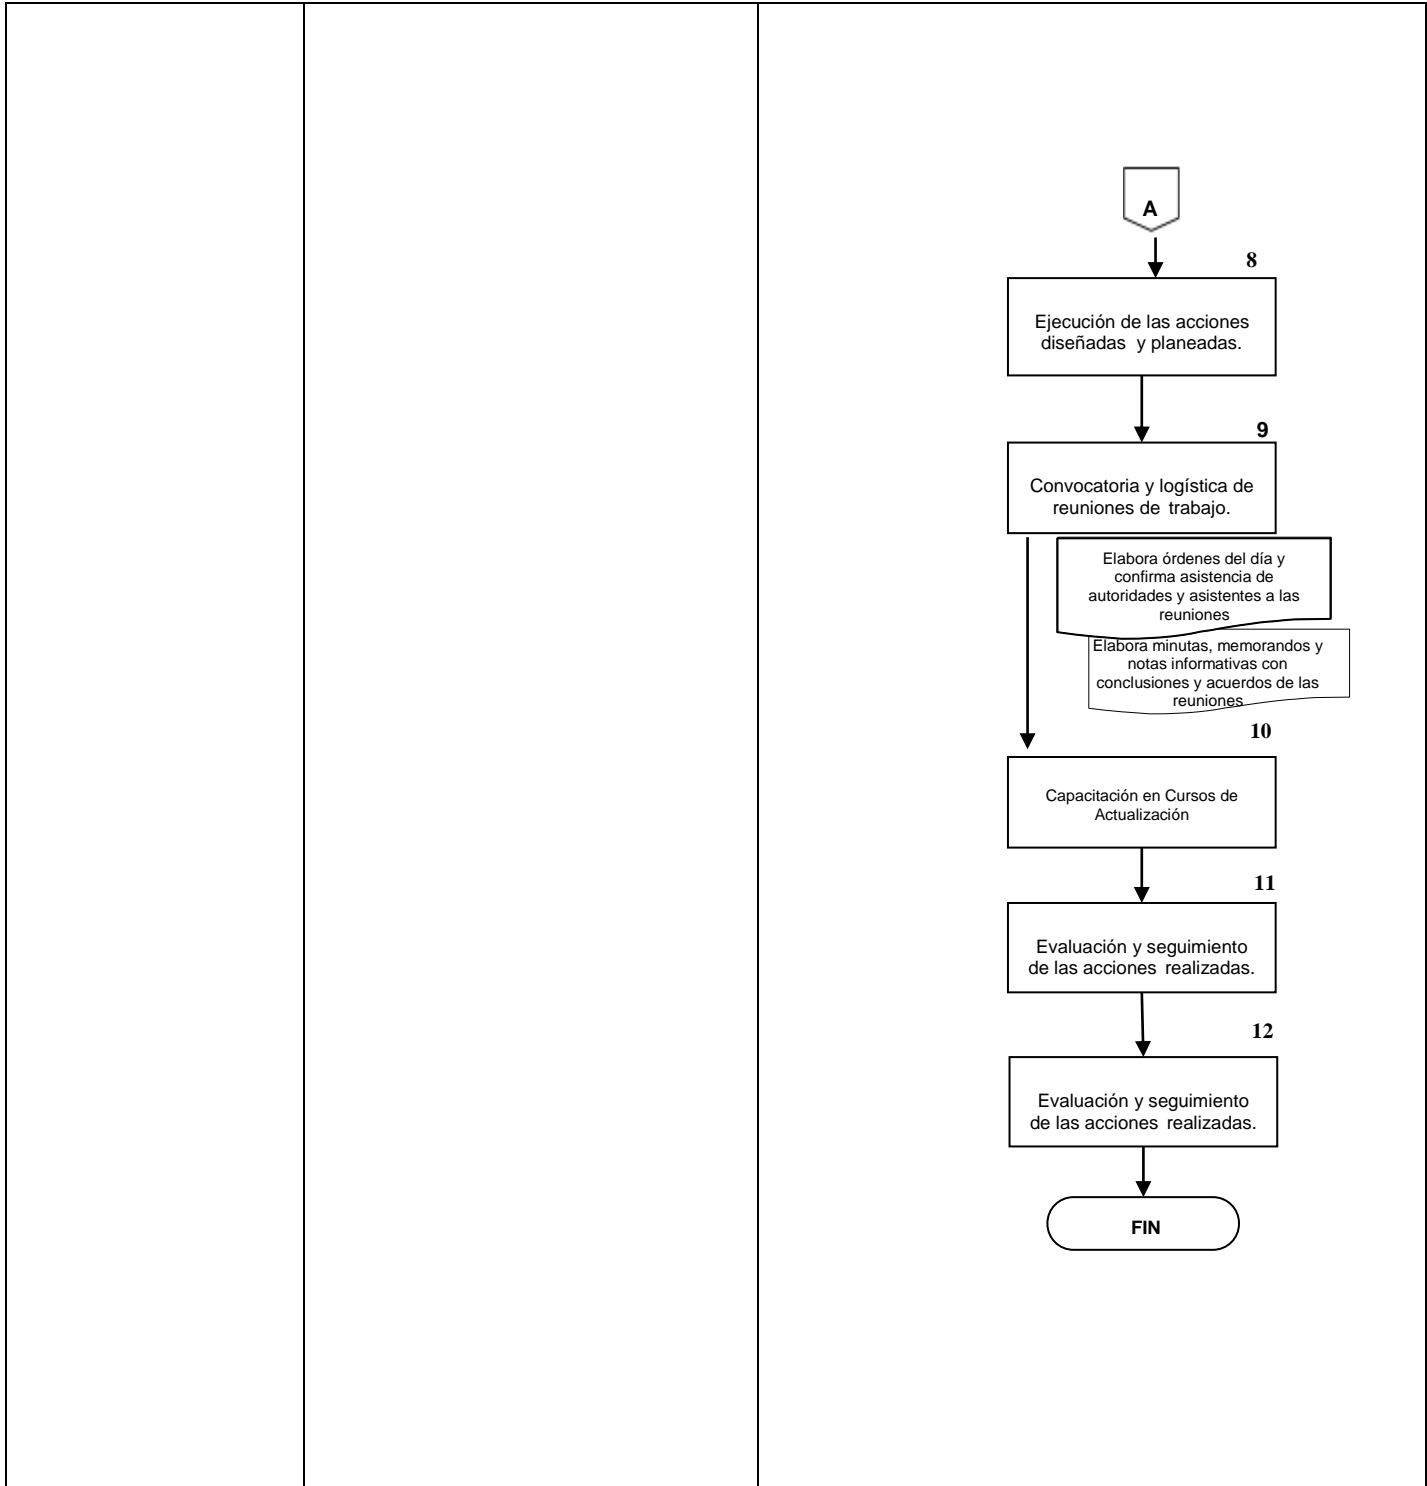 A
8
Ejecución de las acciones
diseñadas y planeadas.
9
Convocatoria y logística de
reuniones de trabajo.
Elabora órdenes del día y
confirma asistencia de
autoridades y asistentes a las
reuniones
Elabora minutas, memorandos y
notas informativas con
conclusiones y acuerdos de las
reuniones
10
Capacitación en Cursos de
Actualización
11
Evaluación y seguimiento
de las acciones realizadas.
12
Evaluación y seguimiento
de las acciones realizadas.
FIN